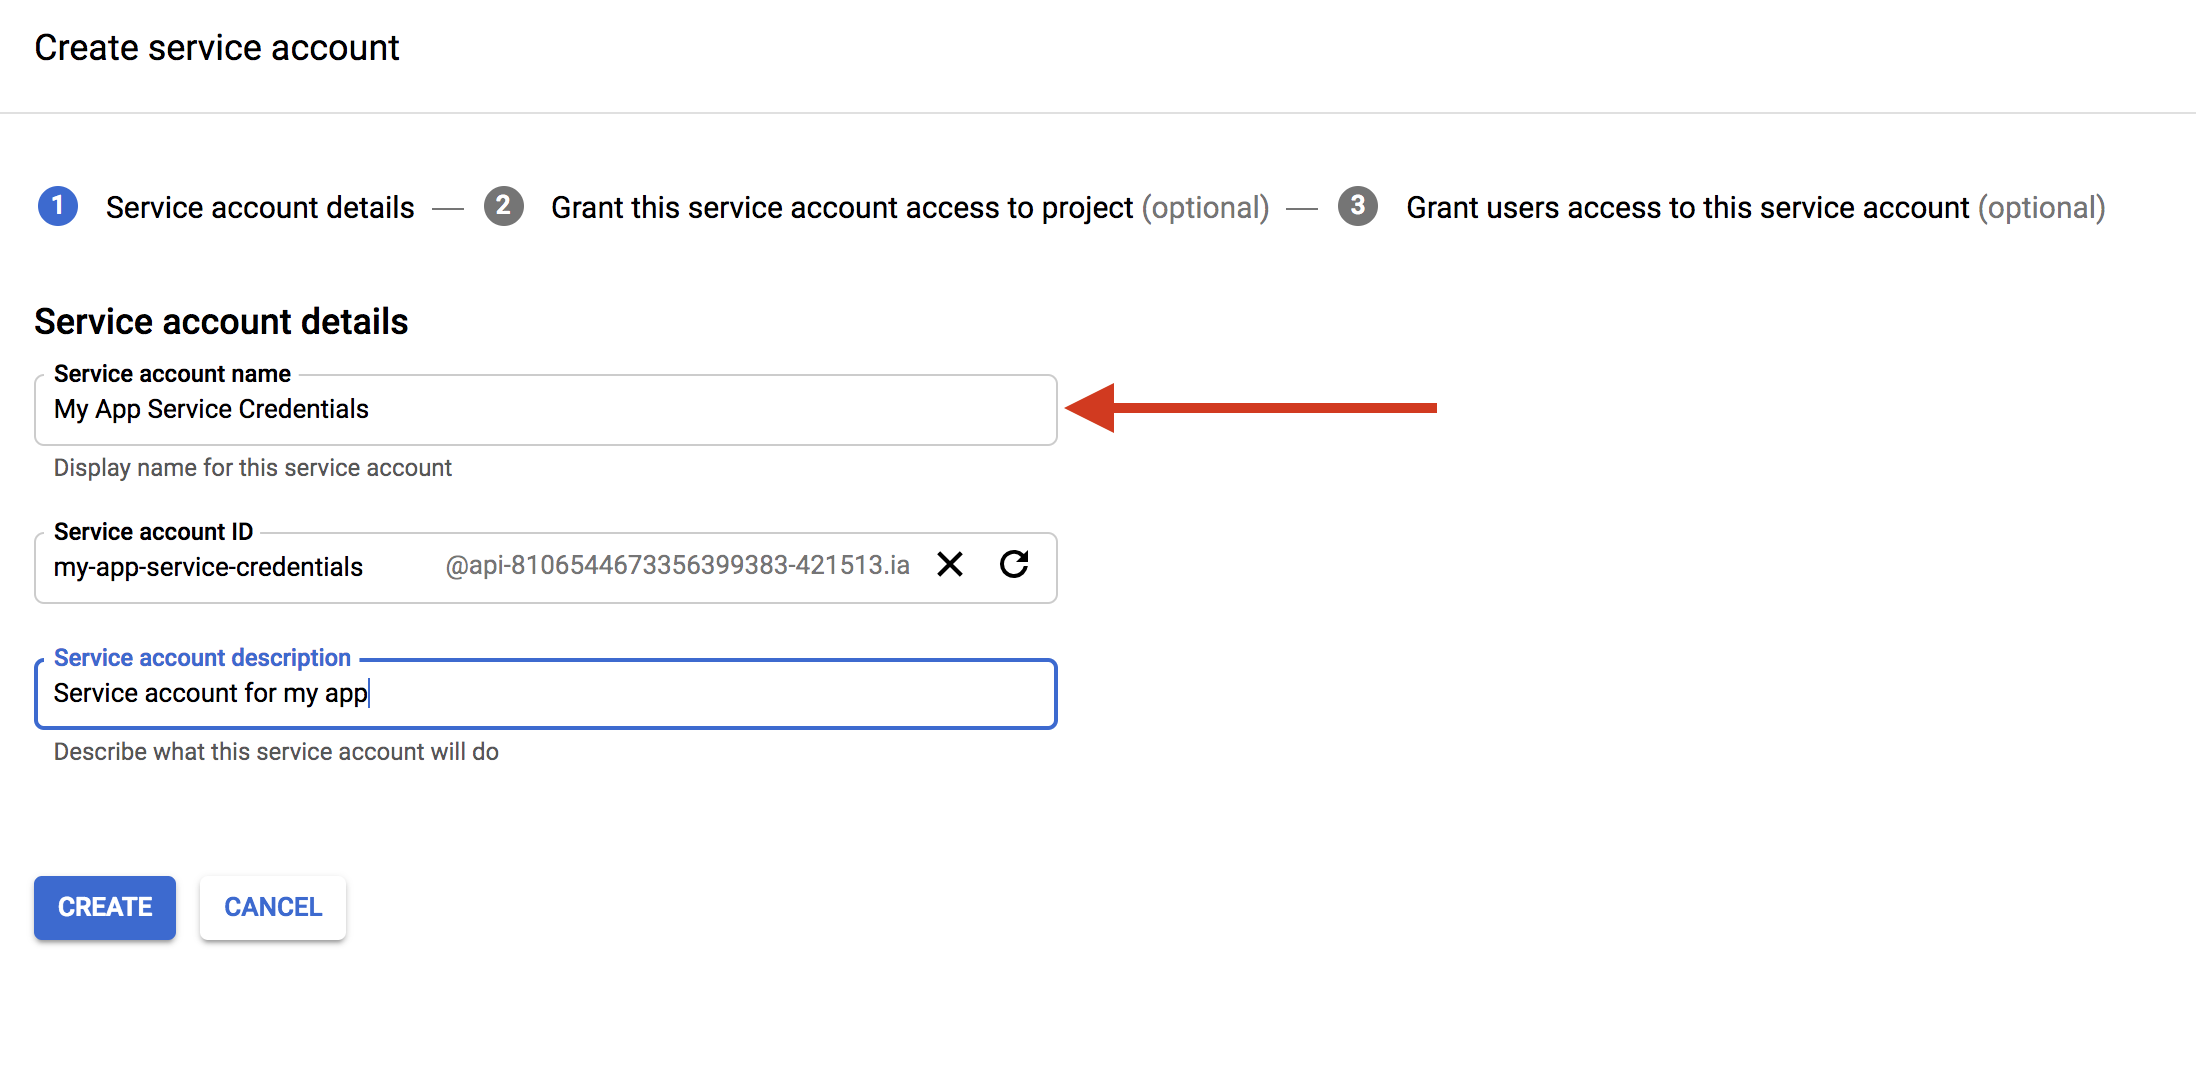 Create service account
1 Service account details — 2 Grant this service account access to project (optional) — 3 Grant users access to this service account (optional)
Service account details
Service account name
My App Service Credentials
Display name for this service account
Service account ID
my-app-service-credentials @api-8106544673356399383-421513.ia
Service account description
Service account for my app
Describe what this service account will do
CREATE CANCEL